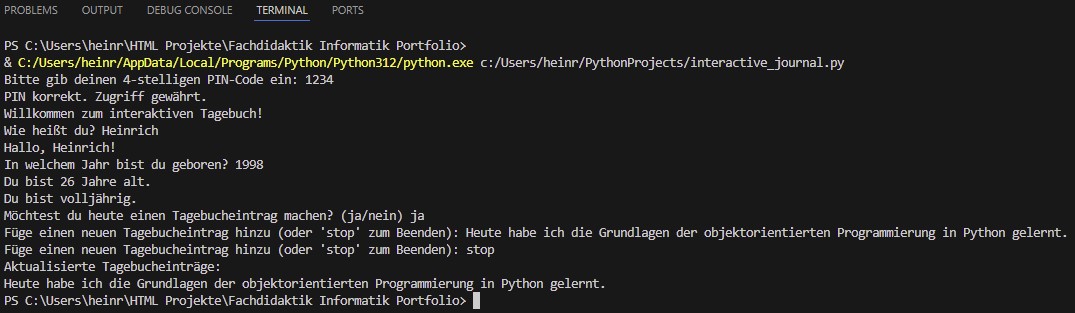 PROBLEMS OUTPUT DEBUG CONSOLE TERMINAL PORTS
PS C:\Users\heinr\HTML Projekte\Fachdidaktik Informatik Portfolio>
& C:/Users/heinr/AppData/Local/Programs/Python/Python312/python.exe c:/Users/heinr/PythonProjects/interactive_journal.py
Bitte gib deinen 4-stelligen PIN-Code ein: 1234
PIN korrekt. Zugriff gewährt.
Willkommen zum interaktiven Tagebuch!
Wie heißt du? Heinrich
Hallo, Heinrich!
In welchem Jahr bist du geboren? 1998
Du bist 26 Jahre alt.
Du bist volljährig.
Möchtest du heute einen Tagebucheintrag machen? (ja/nein) ja
Füge einen neuen Tagebucheintrag hinzu (oder 'stop' zum Beenden): Heute habe ich die Grundlagen der objektorientierten Programmierung in Python gelernt.
Füge einen neuen Tagebucheintrag hinzu (oder 'stop' zum Beenden): stop
Aktualisierte Tagebucheinträge:
Heute habe ich die Grundlagen der objektorientierten Programmierung in Python gelernt.
PS C:\Users\heinr\HTML Projekte\Fachdidaktik Informatik Portfolio>